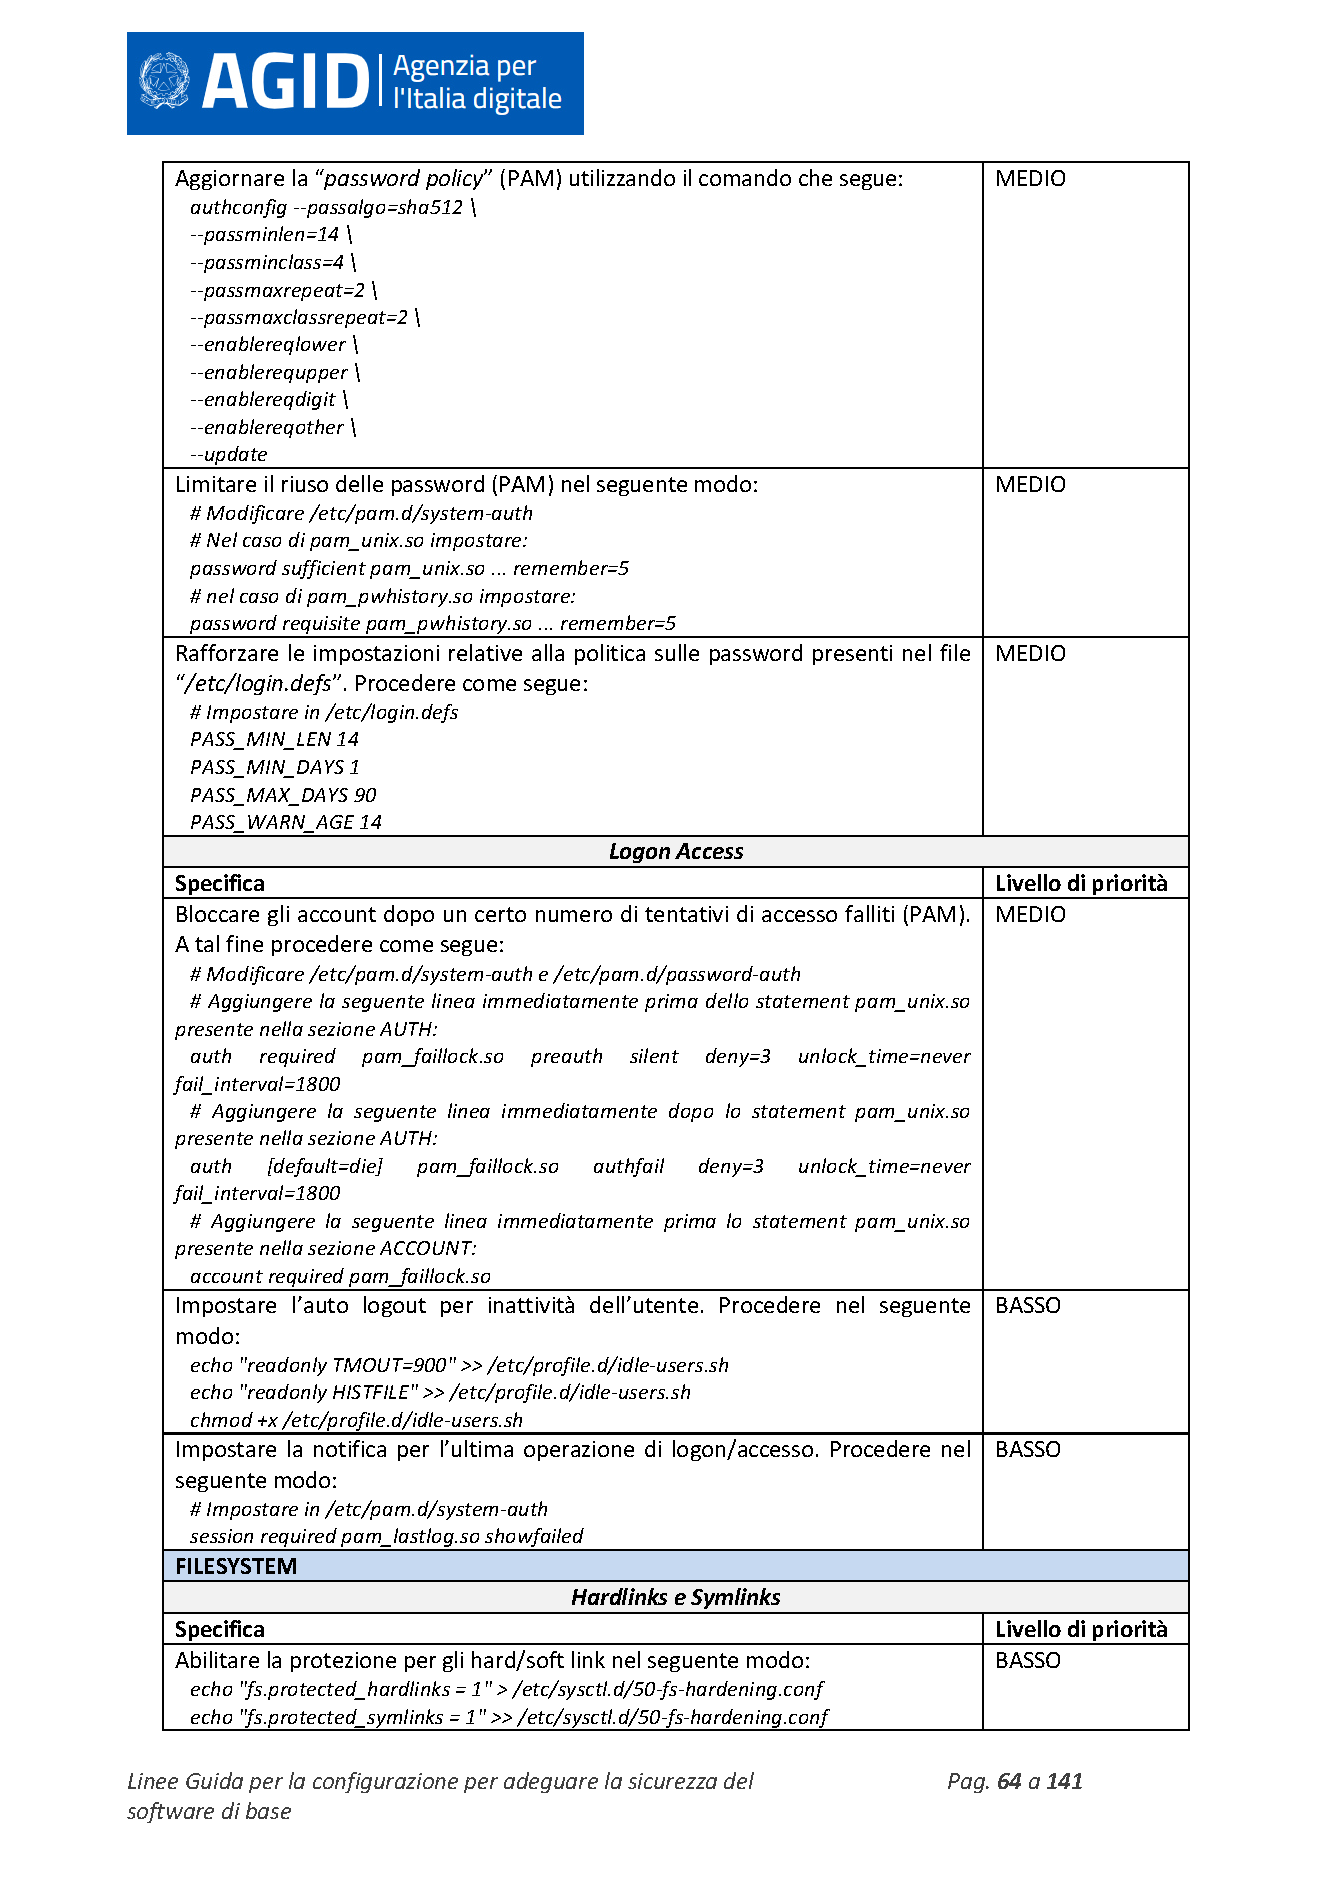 AGID Agenzia per
l'Italia digitale
Aggiornare la “password policy” (PAM) utilizzando il comando che segue: MEDIO
authconfig --passalgo=sha512 \
--passminlen=14 \
--passminclass=4 \
--passmaxrepeat=2 \
--passmaxclassrepeat=2 \
--enablereqlower \
--enablerequpper \
--enablereqdigit \
--enablereqother \
--update
Limitare il riuso delle password (PAM) nel seguente modo: MEDIO
# Modificare /etc/pam.d/system-auth
# Nel caso di pam_unix.so impostare:
password sufficient pam_unix.so ... remember=5
# nel caso di pam_pwhistory.so impostare:
password requisite pam_pwhistory.so ... remember=5
Rafforzare le impostazioni relative alla politica sulle password presenti nel file MEDIO
“/etc/login.defs”. Procedere come segue:
# Impostare in /etc/login.defs
PASS_MIN_LEN 14
PASS_MIN_DAYS 1
PASS_MAX_DAYS 90
PASS_WARN_AGE 14
Logon Access
Specifica Livello di priorità
Bloccare gli account dopo un certo numero di tentativi di accesso falliti (PAM). MEDIO
A tal fine procedere come segue:
# Modificare /etc/pam.d/system-auth e /etc/pam.d/password-auth
# Aggiungere la seguente linea immediatamente prima dello statement pam_unix.so
presente nella sezione AUTH:
auth required pam_faillock.so preauth silent deny=3 unlock_time=never
fail_interval=1800
# Aggiungere la seguente linea immediatamente dopo lo statement pam_unix.so
presente nella sezione AUTH:
auth [default=die] pam_faillock.so authfail deny=3 unlock_time=never
fail_interval=1800
# Aggiungere la seguente linea immediatamente prima lo statement pam_unix.so
presente nella sezione ACCOUNT:
account required pam_faillock.so
Impostare l’auto logout per inattività dell’utente. Procedere nel seguente BASSO
modo:
echo "readonly TMOUT=900" >> /etc/profile.d/idle-users.sh
echo "readonly HISTFILE" >> /etc/profile.d/idle-users.sh
chmod +x /etc/profile.d/idle-users.sh
Impostare la notifica per l’ultima operazione di logon/accesso. Procedere nel BASSO
seguente modo:
# Impostare in /etc/pam.d/system-auth
session required pam_lastlog.so showfailed
FILESYSTEM
Hardlinks e Symlinks
Specifica Livello di priorità
Abilitare la protezione per gli hard/soft link nel seguente modo: BASSO
echo "fs.protected_hardlinks = 1" > /etc/sysctl.d/50-fs-hardening.conf
echo "fs.protected_symlinks = 1" >> /etc/sysctl.d/50-fs-hardening.conf
Linee Guida per la configurazione per adeguare la sicurezza del Pag. 64 a 141
software di base